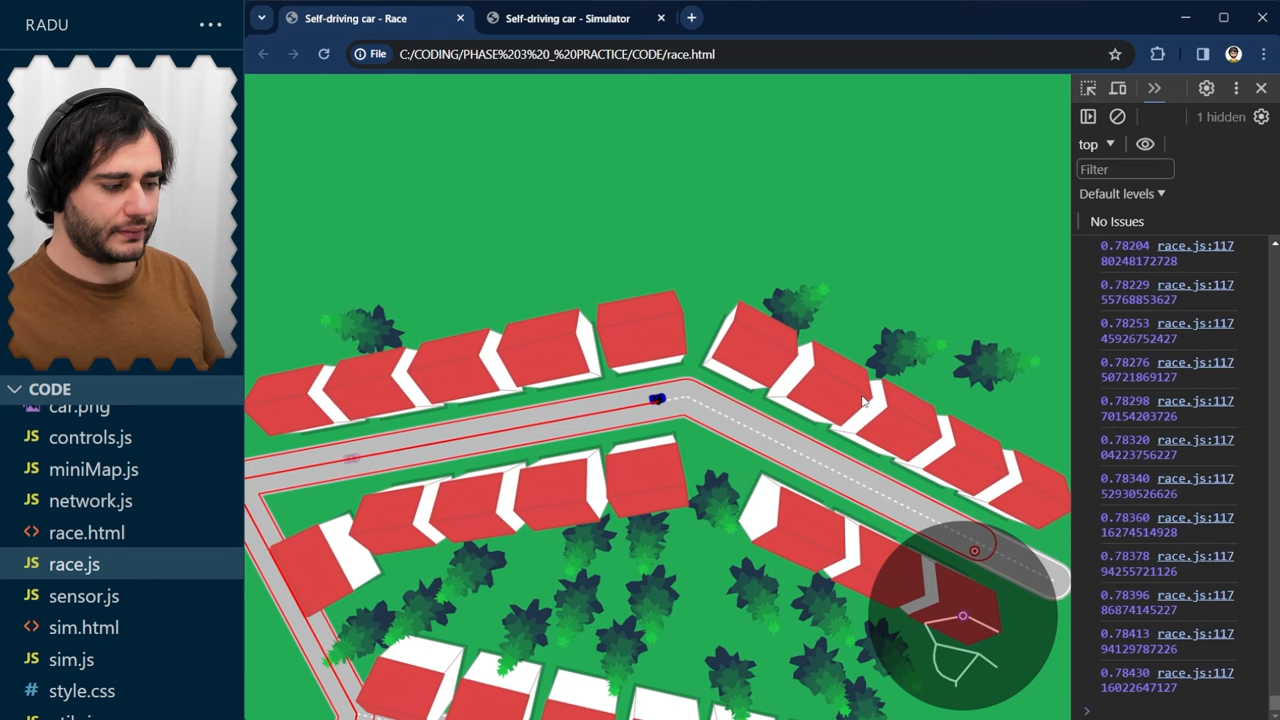 RADU
Self-driving car - Race
Self-driving car - Simulator
File
C:/CODING/PHASE%203%20_%20PRACTICE/CODE/race.html
1 hidden
top
Filter
Default levels
No Issues
0.78204 race.js:117
80248172728
0.78229 race.js:117
55768853627
0.78253 race.js:117
45926752427
0.78276 race.js:117
50721869127
0.78298 race.js:117
70154203726
0.78320 race.js:117
04223756227
0.78340 race.js:117
52930526626
0.78360 race.js:117
16274514928
0.78378 race.js:117
94255721126
0.78396 race.js:117
86874145227
0.78413 race.js:117
94129787226
0.78430 race.js:117
16022647127
CODE
car.png
JS controls.js
JS miniMap.js
JS network.js
<> race.html
JS race.js
JS sensor.js
<> sim.html
JS sim.js
# style.css